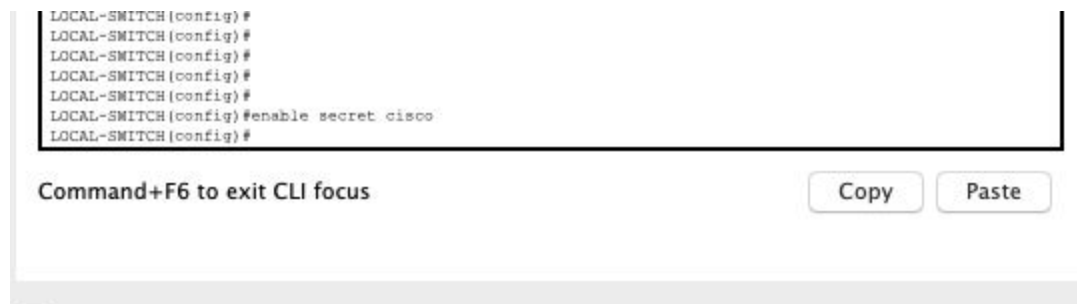 LOCAL-SWITCH(config)#
LOCAL-SWITCH(config)#
LOCAL-SWITCH(config)#
LOCAL-SWITCH(config)#
LOCAL-SWITCH(config)#
LOCAL-SWITCH(config)#enable secret cisco
LOCAL-SWITCH(config)#
Command+F6 to exit CLI focus
Copy
Paste